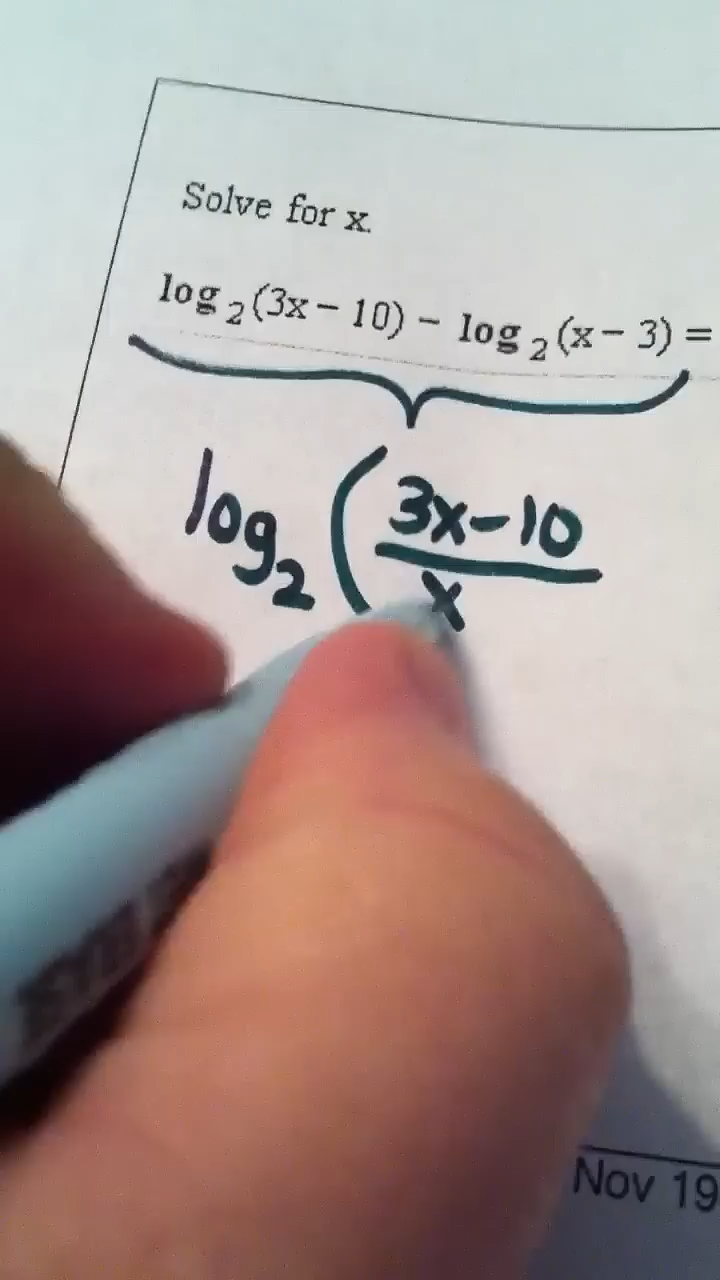 Solve for x.
log 2 (3x − 10) − log 2 (x − 3) =
log2 ( 3x−10
x
Nov 19